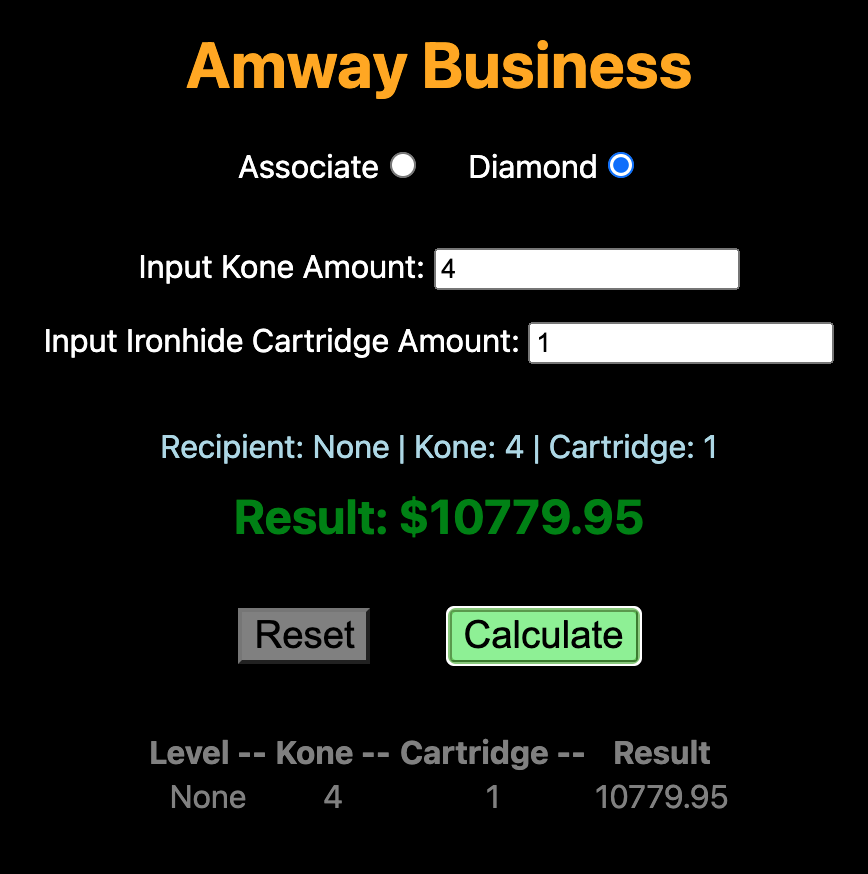 Amway Business
Associate Diamond
Input Kone Amount: 4
Input Ironhide Cartridge Amount: 1
Recipient: None | Kone: 4 | Cartridge: 1
Result: $10779.95
Reset Calculate
Level -- Kone -- Cartridge -- Result
None 4 1 10779.95